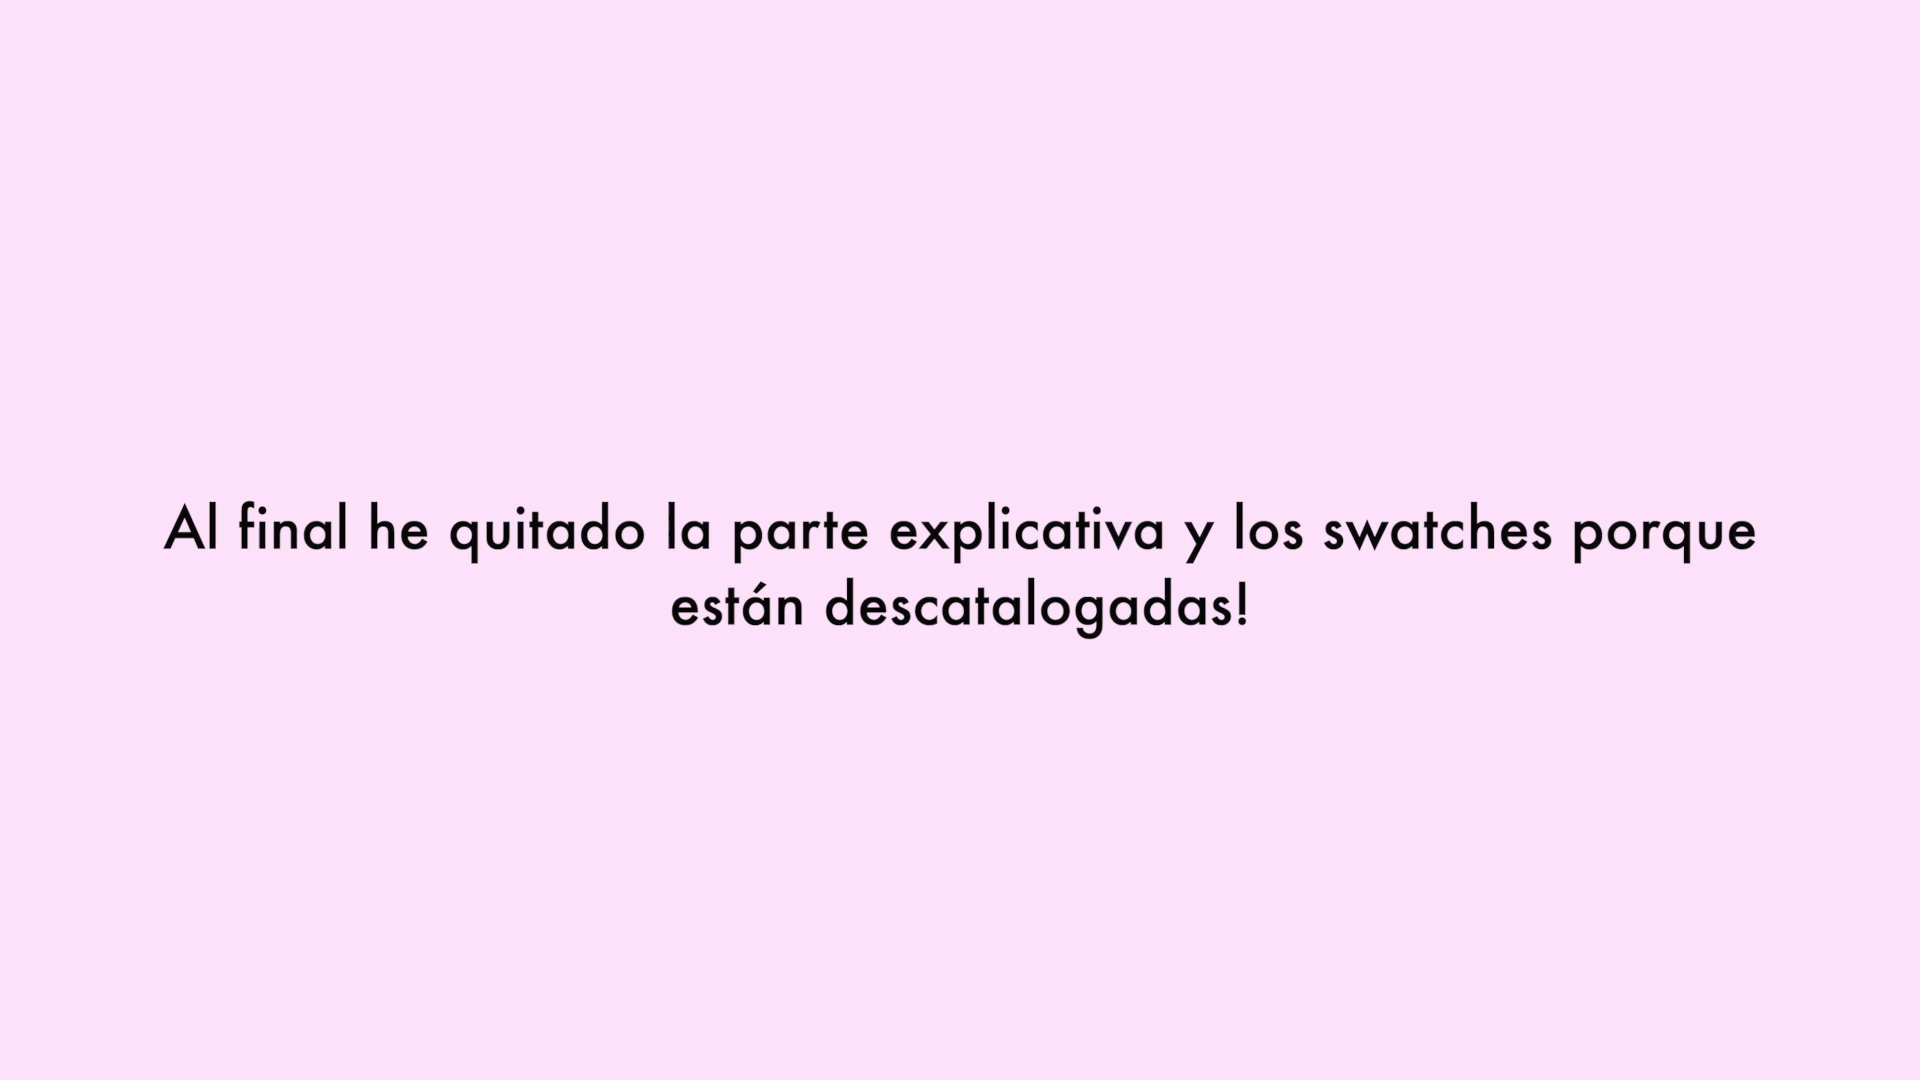 Al final he quitado la parte explicativa y los swatches porque
están descatalogadas!